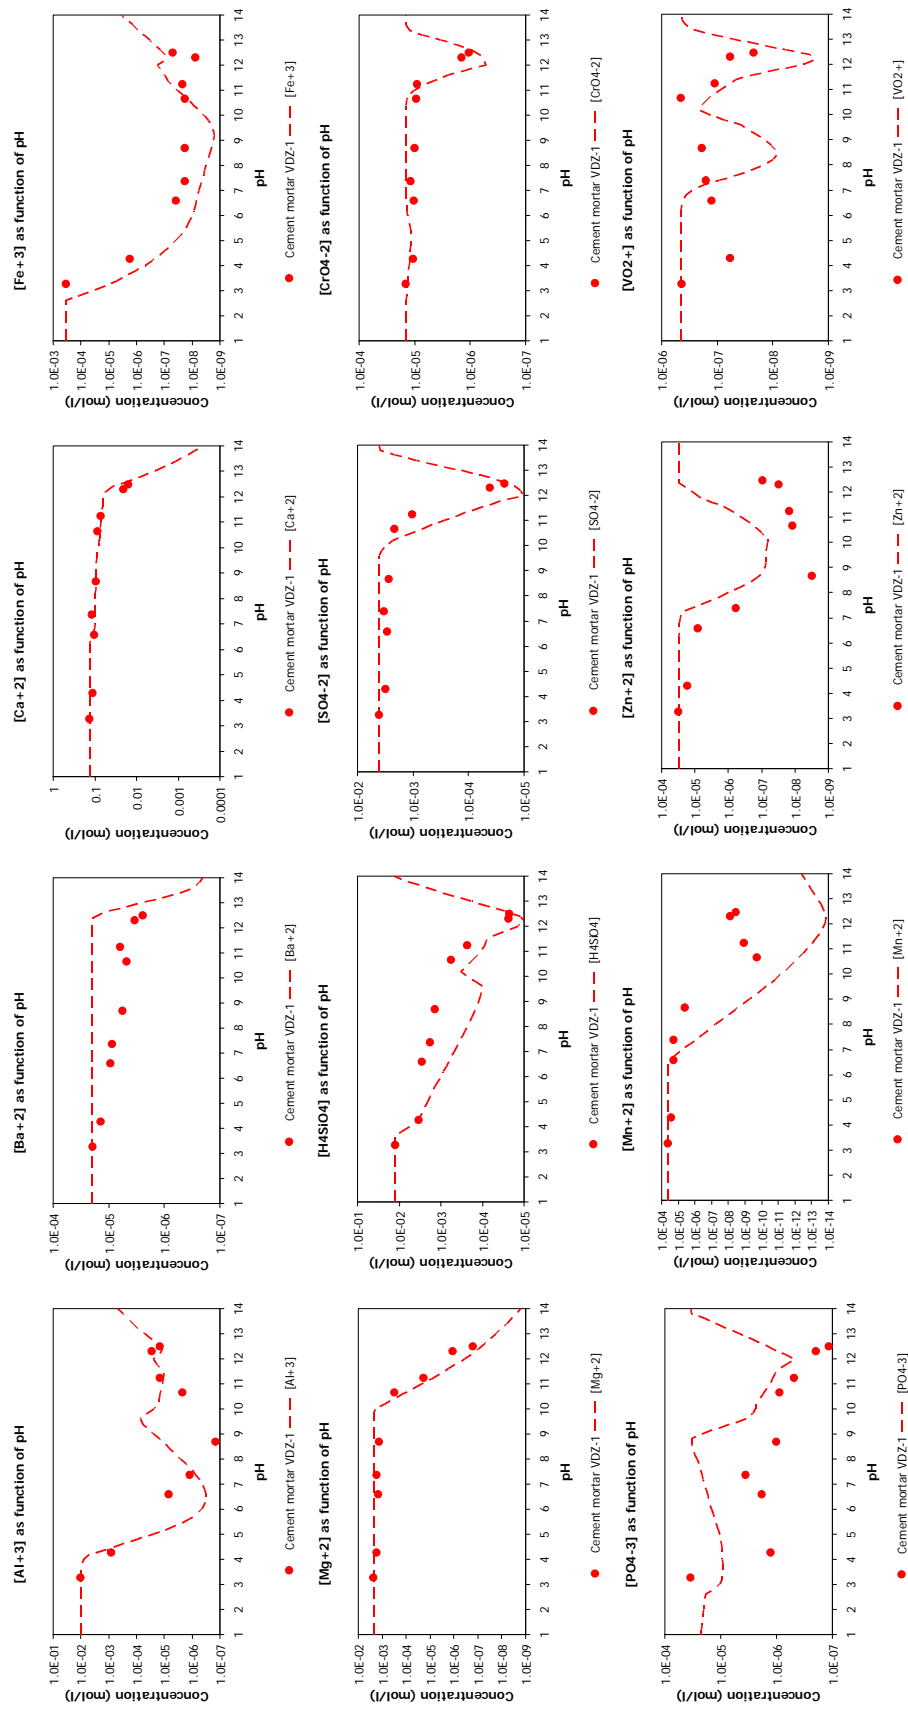 [Al+3] as function of pH
Concentration (mol/l)
1.0E-01
1.0E-02
1.0E-03
1.0E-04
1.0E-05
1.0E-06
1.0E-07
1 2 3 4 5 6 7 8 9 10 11 12 13 14
pH
Cement mortar VDZ-1 [Al+3]
[Ba+2] as function of pH
Concentration (mol/l)
1.0E-04
1.0E-05
1.0E-06
1.0E-07
1 2 3 4 5 6 7 8 9 10 11 12 13 14
pH
Cement mortar VDZ-1 [Ba+2]
[Ca+2] as function of pH
Concentration (mol/l)
1
0.1
0.01
0.001
0.0001
1 2 3 4 5 6 7 8 9 10 11 12 13 14
pH
Cement mortar VDZ-1 [Ca+2]
[Fe+3] as function of pH
Concentration (mol/l)
1.0E-03
1.0E-04
1.0E-05
1.0E-06
1.0E-07
1.0E-08
1.0E-09
1 2 3 4 5 6 7 8 9 10 11 12 13 14
pH
Cement mortar VDZ-1 [Fe+3]
[Mg+2] as function of pH
Concentration (mol/l)
1.0E-02
1.0E-03
1.0E-04
1.0E-05
1.0E-06
1.0E-07
1.0E-08
1.0E-09
1 2 3 4 5 6 7 8 9 10 11 12 13 14
pH
Cement mortar VDZ-1 [Mg+2]
[H4SiO4] as function of pH
Concentration (mol/l)
1.0E-01
1.0E-02
1.0E-03
1.0E-04
1.0E-05
1 2 3 4 5 6 7 8 9 10 11 12 13 14
pH
Cement mortar VDZ-1 [H4SiO4]
[SO4-2] as function of pH
Concentration (mol/l)
1.0E-02
1.0E-03
1.0E-04
1.0E-05
1 2 3 4 5 6 7 8 9 10 11 12 13 14
pH
Cement mortar VDZ-1 [SO4-2]
[CrO4-2] as function of pH
Concentration (mol/l)
1.0E-04
1.0E-05
1.0E-06
1.0E-07
1 2 3 4 5 6 7 8 9 10 11 12 13 14
pH
Cement mortar VDZ-1 [CrO4-2]
[PO4-3] as function of pH
Concentration (mol/l)
1.0E-04
1.0E-05
1.0E-06
1.0E-07
1 2 3 4 5 6 7 8 9 10 11 12 13 14
pH
Cement mortar VDZ-1 [PO4-3]
[Mn+2] as function of pH
Concentration (mol/l)
1.0E-04
1.0E-05
1.0E-06
1.0E-07
1.0E-08
1.0E-09
1.0E-10
1.0E-11
1.0E-12
1.0E-13
1.0E-14
1 2 3 4 5 6 7 8 9 10 11 12 13 14
pH
Cement mortar VDZ-1 [Mn+2]
[Zn+2] as function of pH
Concentration (mol/l)
1.0E-04
1.0E-05
1.0E-06
1.0E-07
1.0E-08
1.0E-09
1 2 3 4 5 6 7 8 9 10 11 12 13 14
pH
Cement mortar VDZ-1 [Zn+2]
[VO2+] as function of pH
Concentration (mol/l)
1.0E-06
1.0E-07
1.0E-08
1.0E-09
1 2 3 4 5 6 7 8 9 10 11 12 13 14
pH
Cement mortar VDZ-1 [VO2+]